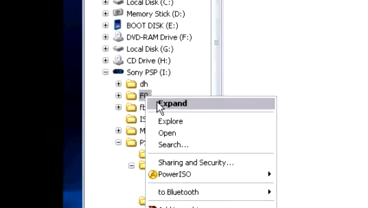 Local Disk (C:)
Memory Stick (D:)
BOOT DISK (E:)
DVD-RAM Drive (F:)
Local Disk (G:)
CD Drive (H:)
Sony PSP (I:)
dh
Expand
Explore
Open
Search...
Sharing and Security...
PowerISO
to Bluetooth